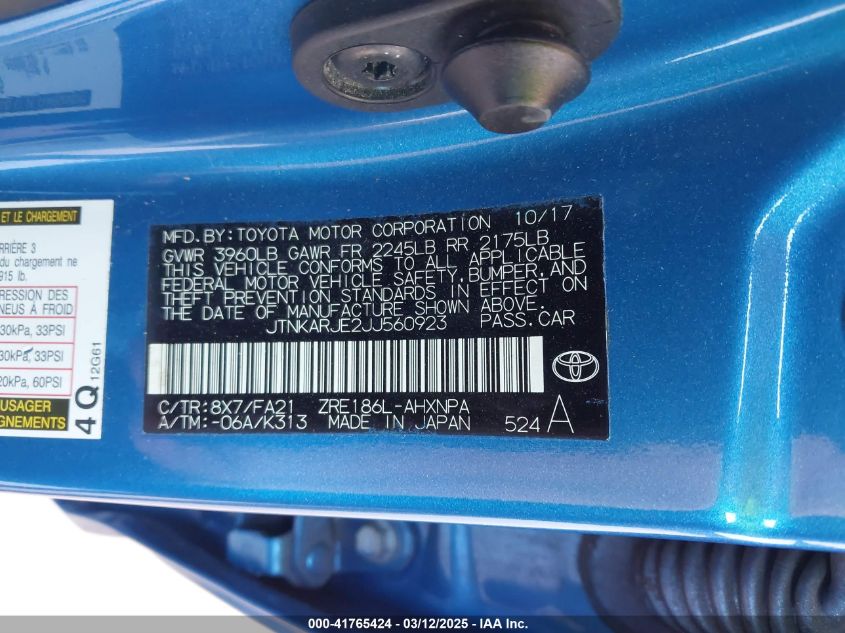 ET LE CHARGEMENT
RRIÈRE 3
du chargement ne
915 lb.
RESSION DES
NEUS À FROID
30kPa, 33PSI
30kPa, 33PSI
20kPa, 60PSI
USAGER
GNEMENTS
4Q 12G61
MFD. BY: TOYOTA MOTOR CORPORATION 10/17
GVWR 3960LB GAWR FR 2245LB RR 2175LB
THIS VEHICLE CONFORMS TO ALL APPLICABLE
FEDERAL MOTOR VEHICLE SAFETY, BUMPER, AND
THEFT PREVENTION STANDARDS IN EFFECT ON
THE DATE OF MANUFACTURE SHOWN ABOVE.
JTNKARJE2JJ560923 PASS. CAR
C/TR: 8X7/FA21 ZRE186L-AHXNPA
A/TM: -06A/K313 MADE IN JAPAN 524 A
000-41765424 - 03/12/2025 - IAA Inc.